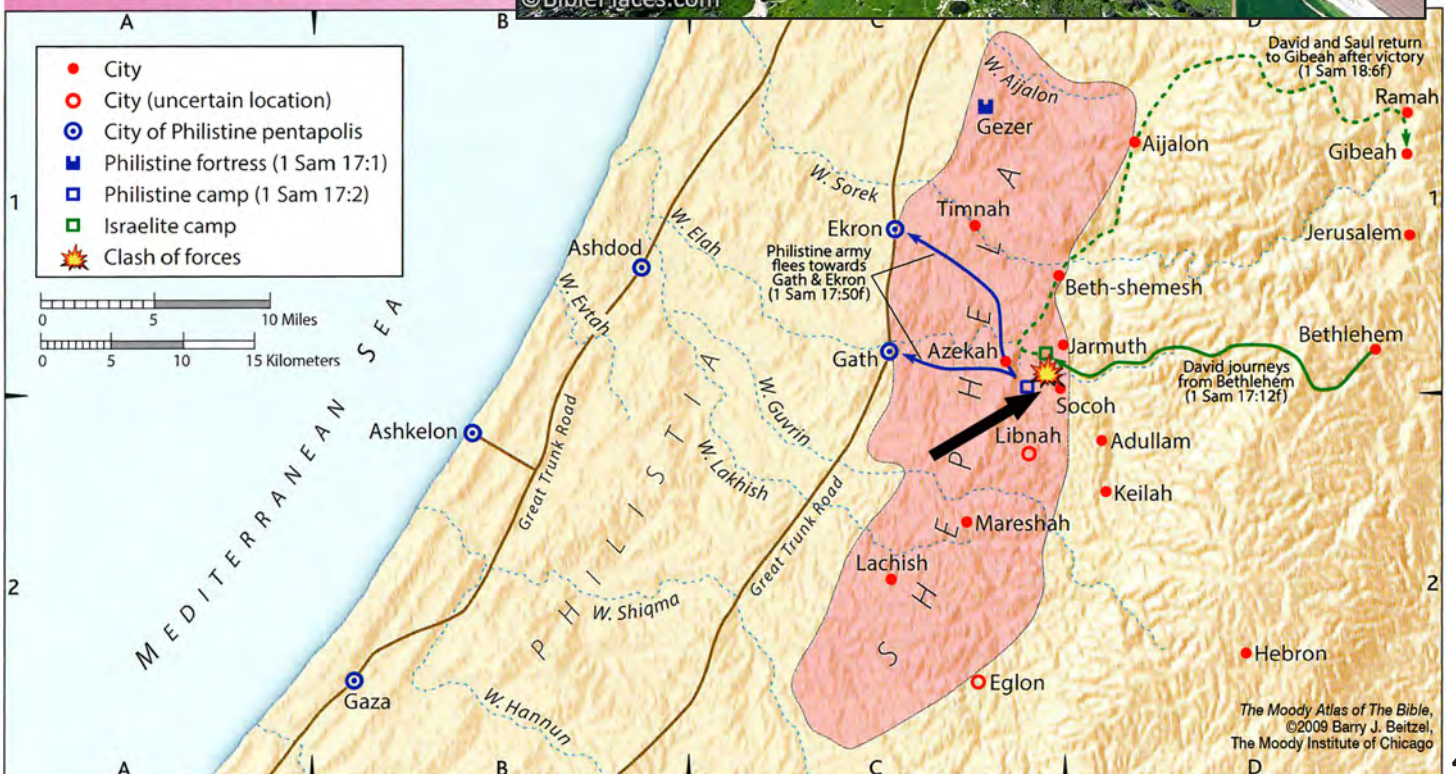 ©BiblePlaces.com
A
B
C
D
City
City (uncertain location)
City of Philistine pentapolis
Philistine fortress (1 Sam 17:1)
Philistine camp (1 Sam 17:2)
Israelite camp
Clash of forces
0 5 10 Miles
0 5 10 15 Kilometers
David and Saul return
to Gibeah after victory
(1 Sam 18:6f)
W. Aijalon
Ramah
Gezer
Aijalon
Gibeah
1
1
W. Sorek
Timnah
Ekron
W. Elah
Jerusalem
Ashdod
Philistine army
flees towards
Gath & Ekron
(1 Sam 17:50f)
W. Evtah
Beth-shemesh
MEDITERRANEAN SEA
Gath
Azekah
Jarmuth
Bethlehem
David journeys
from Bethlehem
(1 Sam 17:12f)
Socoh
W. Guvrin
Ashkelon
Libnah
Adullam
Great Trunk Road
W. Lakhish
Keilah
PHILISTIA
Great Trunk Road
Mareshah
SHEPHELAH
Lachish
2
2
W. Shiqma
Hebron
Gaza
Eglon
W. Hannun
The Moody Atlas of The Bible,
©2009 Barry J. Beitzel,
The Moody Institute of Chicago
A
B
C
D